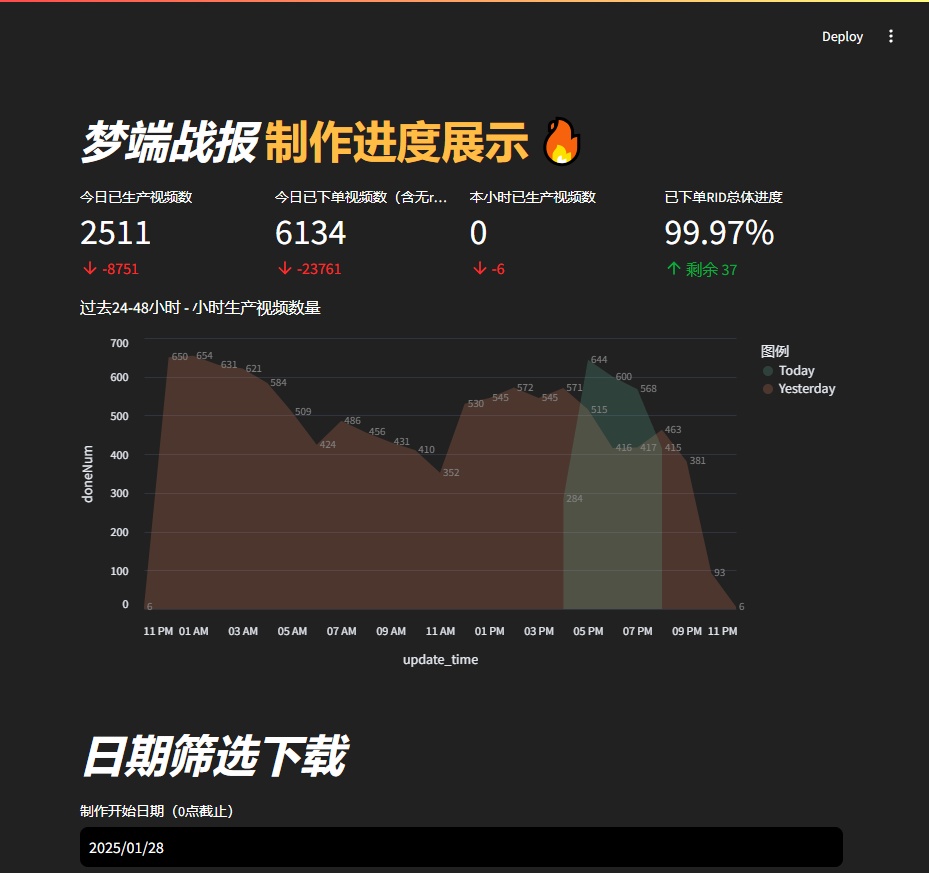 Deploy
梦端战报 制作进度展示
今日已生产视频数
2511
-8751
今日已下单视频数（含无r…
6134
-23761
本小时已生产视频数
0
-6
已下单RID总体进度
99.97%
剩余 37
过去24-48小时 - 小时生产视频数量
图例
Today
Yesterday
doneNum
700
600
500
400
300
200
100
0
6
650
654
631
621
584
509
424
486
456
431
410
352
530
545
572
545
571
515
416
417
463
381
93
6
284
644
600
568
415
11 PM 01 AM 03 AM 05 AM 07 AM 09 AM 11 AM 01 PM 03 PM 05 PM 07 PM 09 PM 11 PM
update_time
日期筛选下载
制作开始日期（0点截止）
2025/01/28